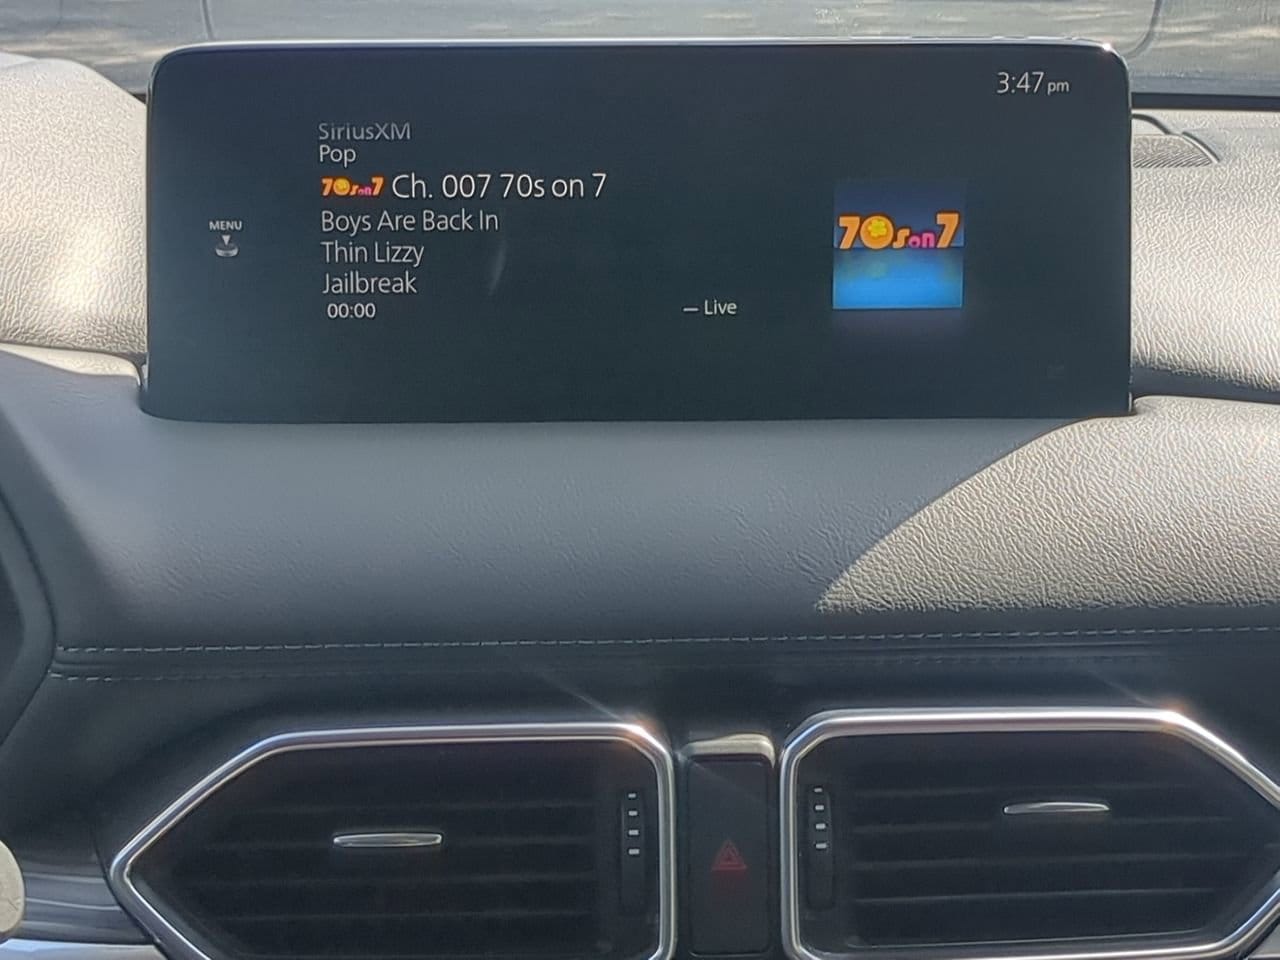 3:47 pm
SiriusXM
Pop
70s on 7 Ch. 007 70s on 7
Boys Are Back In
Thin Lizzy
Jailbreak
00:00
– Live
MENU
70s on 7